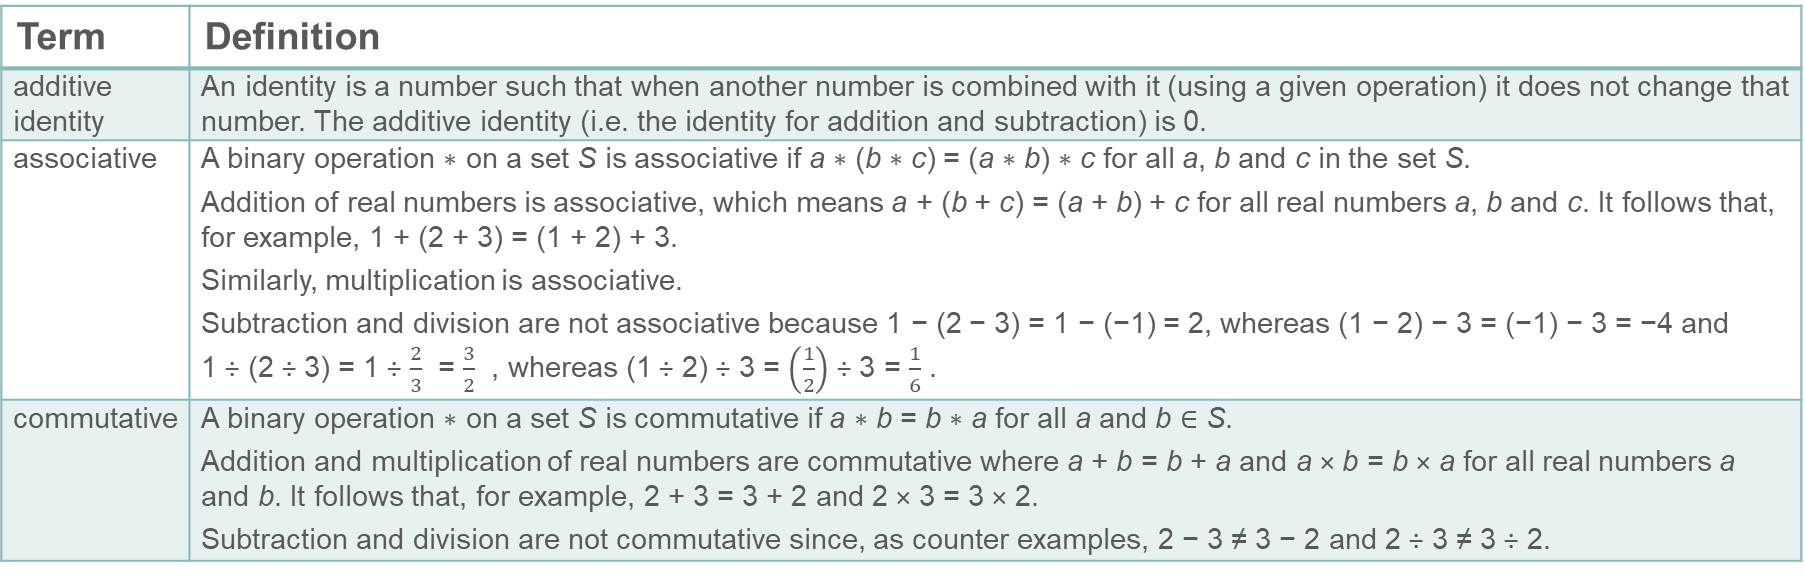 Term Definition
additive An identity is a number such that when another number is combined with it (using a given operation) it does not change that
identity number. The additive identity (i.e. the identity for addition and subtraction) is 0.
associative A binary operation ∗ on a set S is associative if a ∗ (b ∗ c) = (a ∗ b) ∗ c for all a, b and c in the set S.
Addition of real numbers is associative, which means a + (b + c) = (a + b) + c for all real numbers a, b and c. It follows that,
for example, 1 + (2 + 3) = (1 + 2) + 3.
Similarly, multiplication is associative.
Subtraction and division are not associative because 1 − (2 − 3) = 1 − (−1) = 2, whereas (1 − 2) − 3 = (−1) − 3 = −4 and
1 ÷ (2 ÷ 3) = 1 ÷ 2/3 = 3/2 , whereas (1 ÷ 2) ÷ 3 = (1/2) ÷ 3 = 1/6 .
commutative A binary operation ∗ on a set S is commutative if a ∗ b = b ∗ a for all a and b ∈ S.
Addition and multiplication of real numbers are commutative where a + b = b + a and a × b = b × a for all real numbers a
and b. It follows that, for example, 2 + 3 = 3 + 2 and 2 × 3 = 3 × 2.
Subtraction and division are not commutative since, as counter examples, 2 − 3 ≠ 3 − 2 and 2 ÷ 3 ≠ 3 ÷ 2.